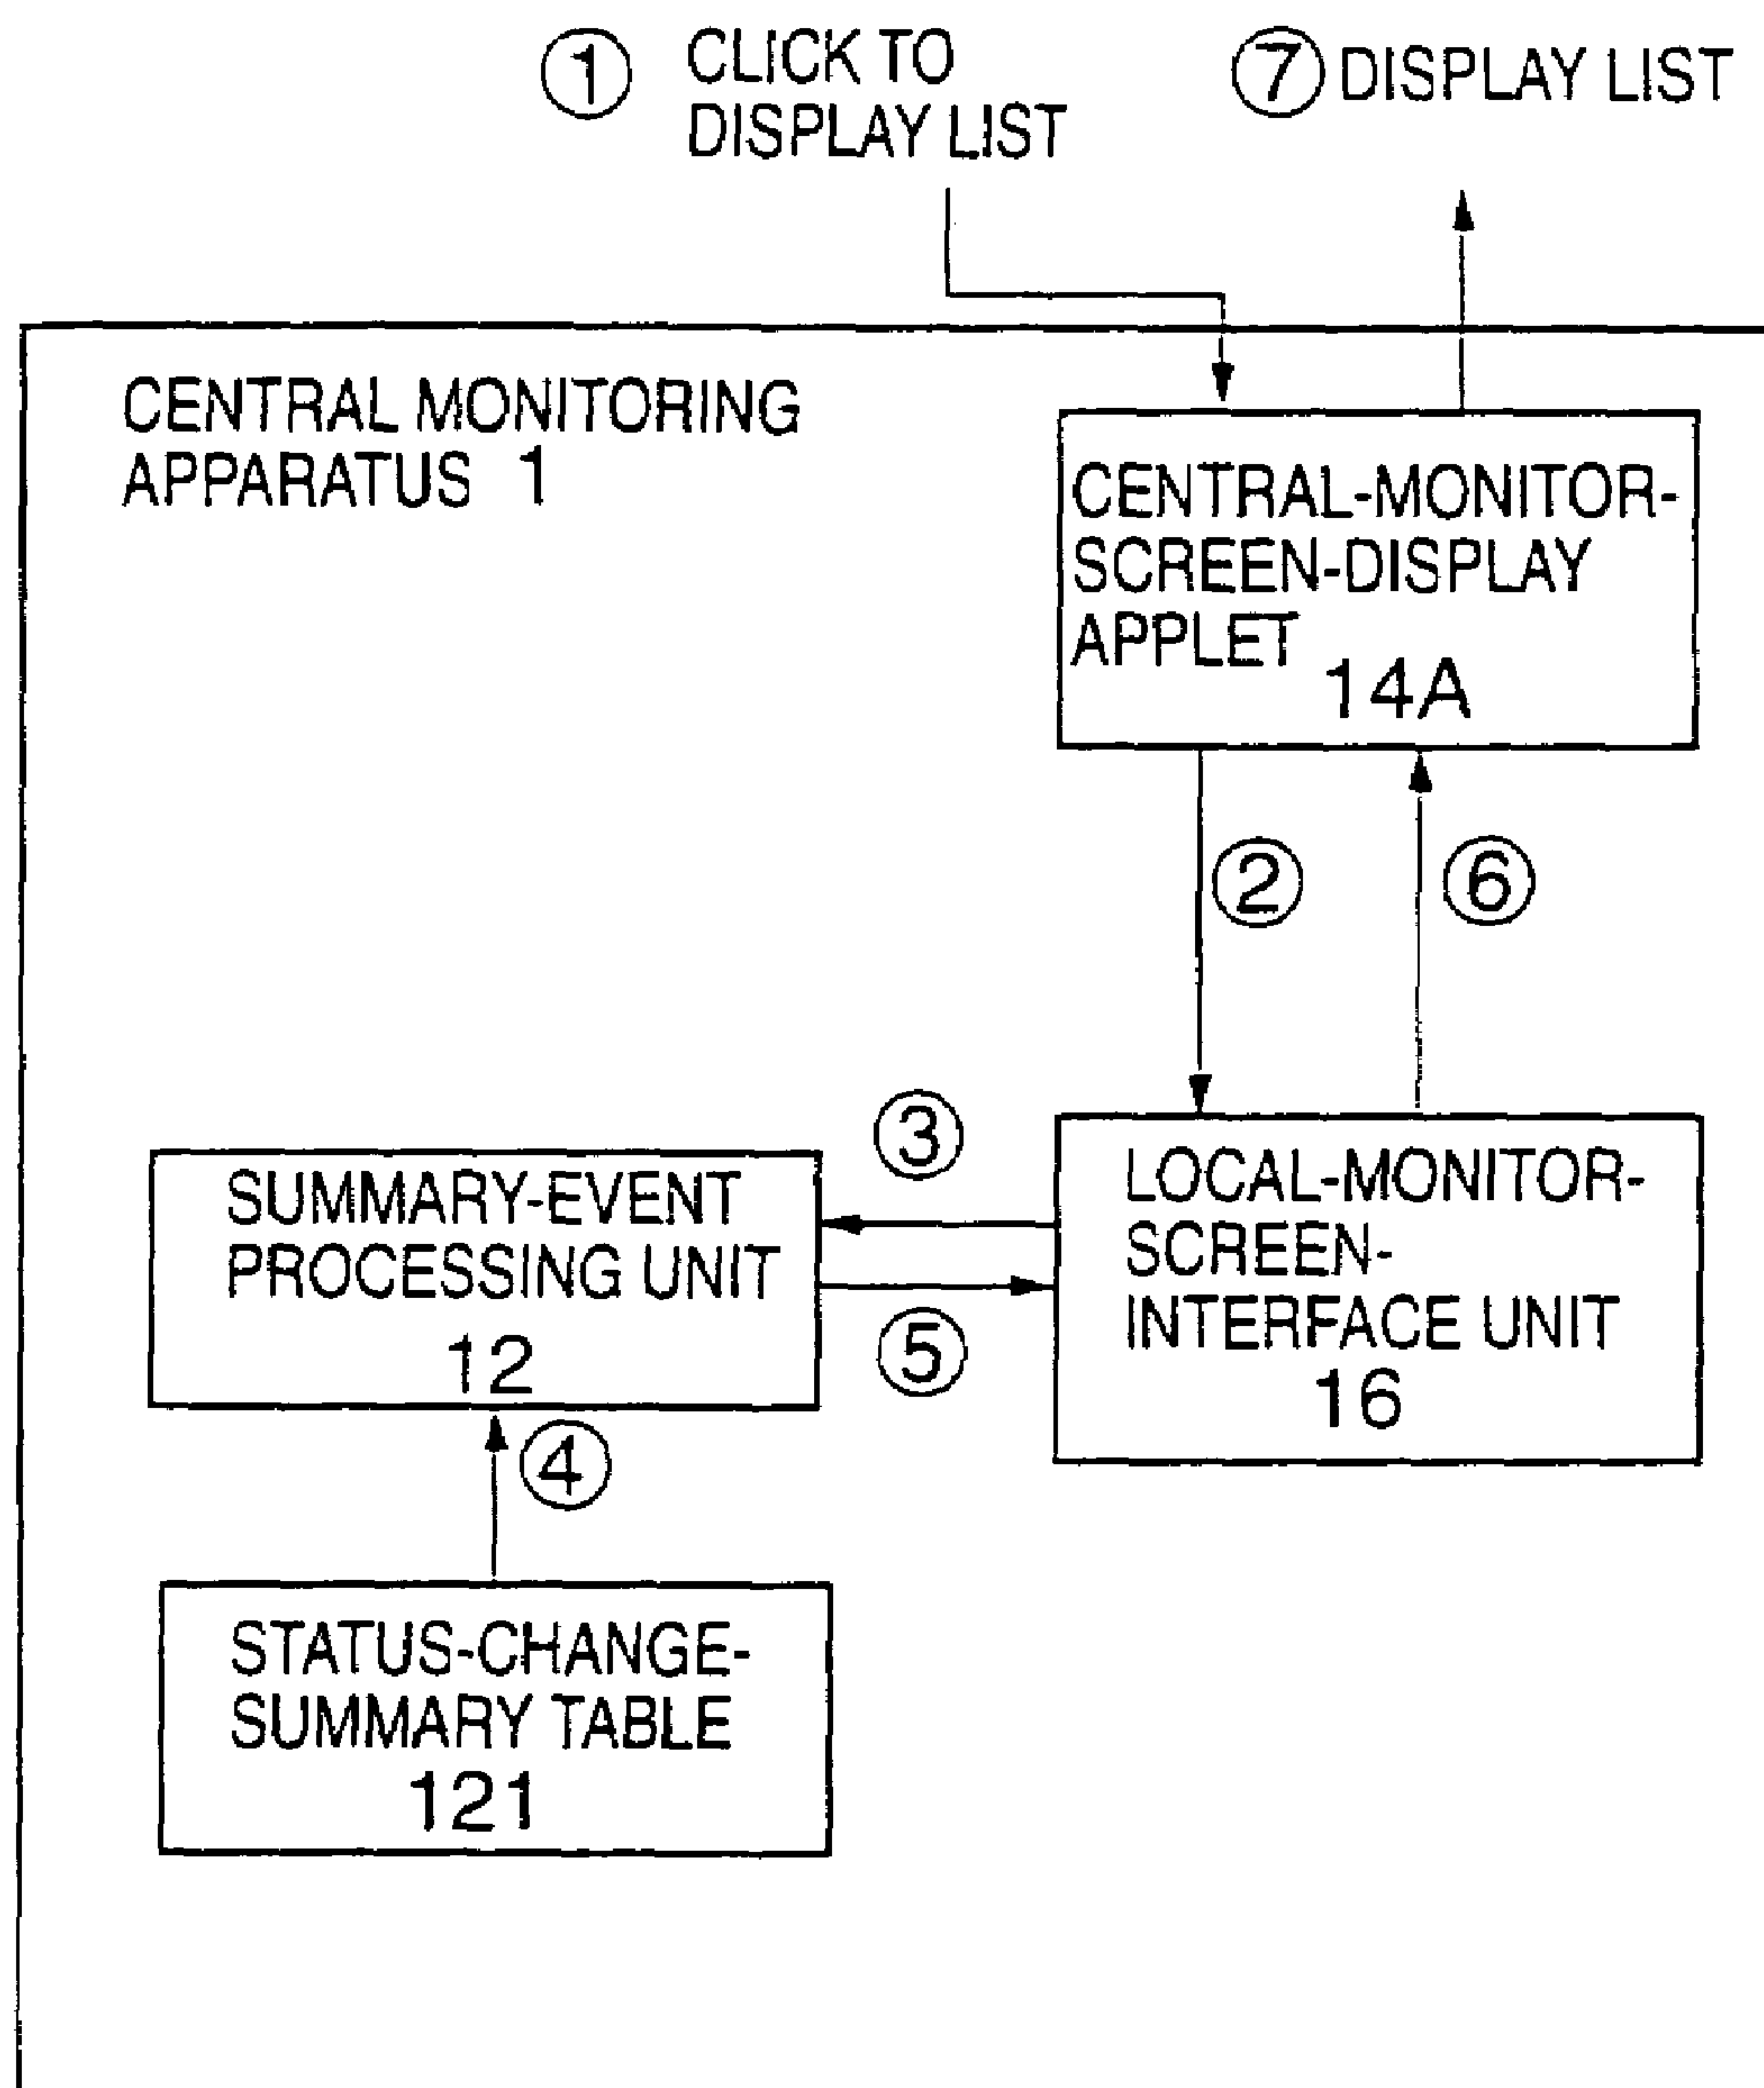 ① CLICK TO
DISPLAY LIST
⑦ DISPLAY LIST
CENTRAL MONITORING
APPARATUS 1
CENTRAL-MONITOR-
SCREEN-DISPLAY
APPLET
14A
②
⑥
③
SUMMARY-EVENT
PROCESSING UNIT
12
⑤
LOCAL-MONITOR-
SCREEN-
INTERFACE UNIT
16
④
STATUS-CHANGE-
SUMMARY TABLE
121